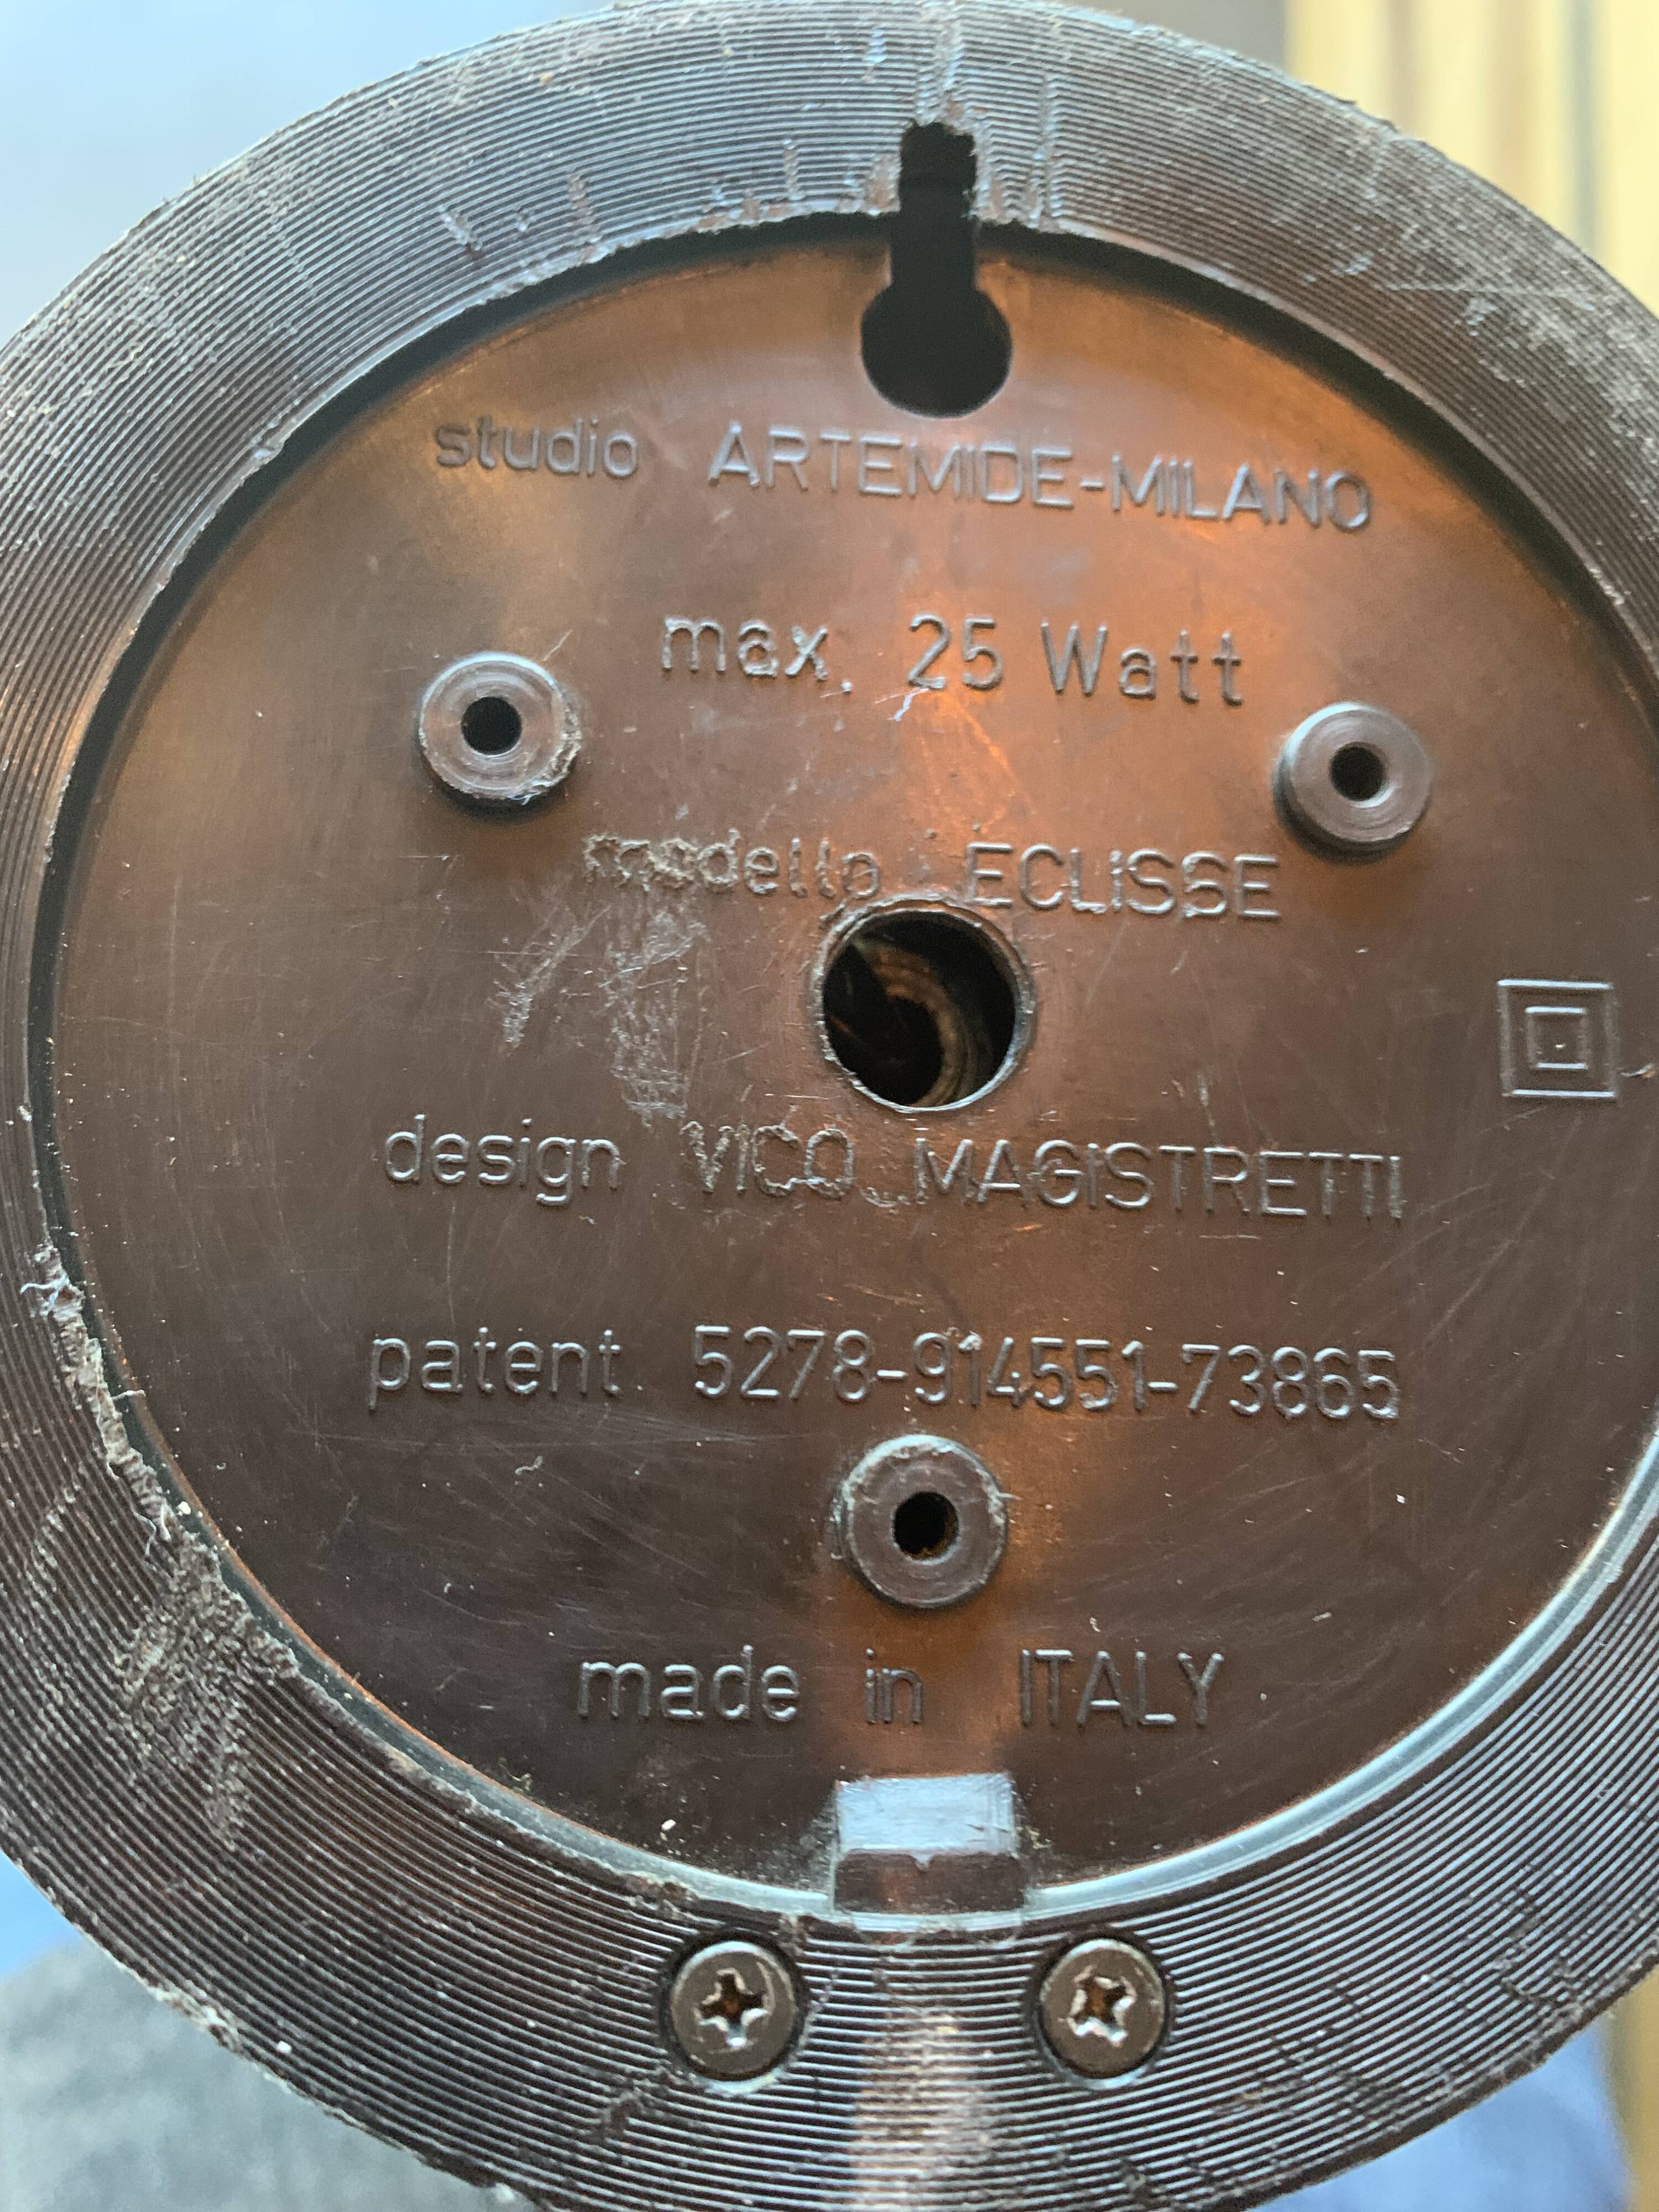 studio ARTEMIDE-MILANO
max. 25 Watt
modello ECLISSE
design VICO MAGISTRETTI
patent 5278-914551-73865
made in ITALY